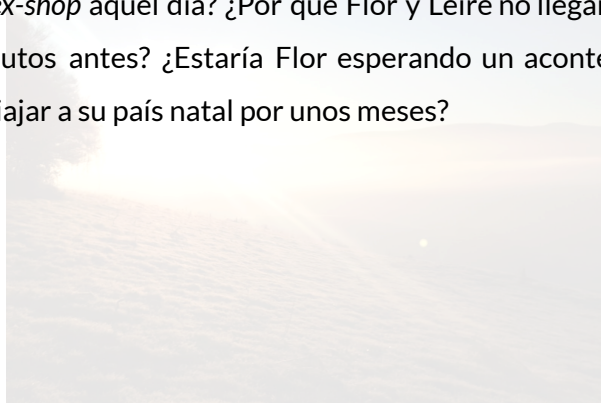 ex-shop aquel día? ¿Por qué Flor y Leire no llegar
utos antes? ¿Estaría Flor esperando un aconte
iajar a su país natal por unos meses?